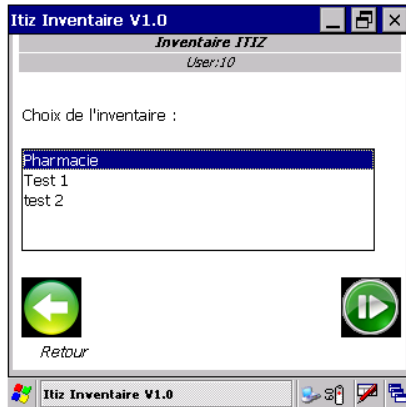 Itiz Inventaire V1.0
Inventaire ITIZ
User:10
Choix de l'inventaire :
Pharmacie
Test 1
test 2
Retour
Itiz Inventaire V1.0